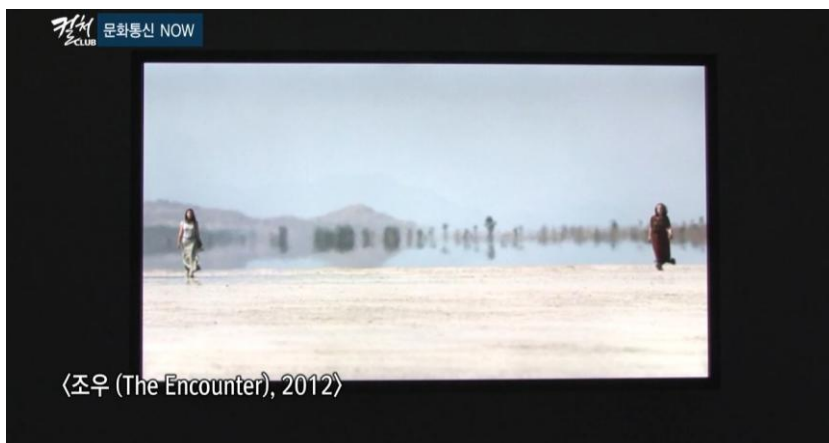 컬처 CLUB 문화통신 NOW
〈조우 (The Encounter), 2012〉